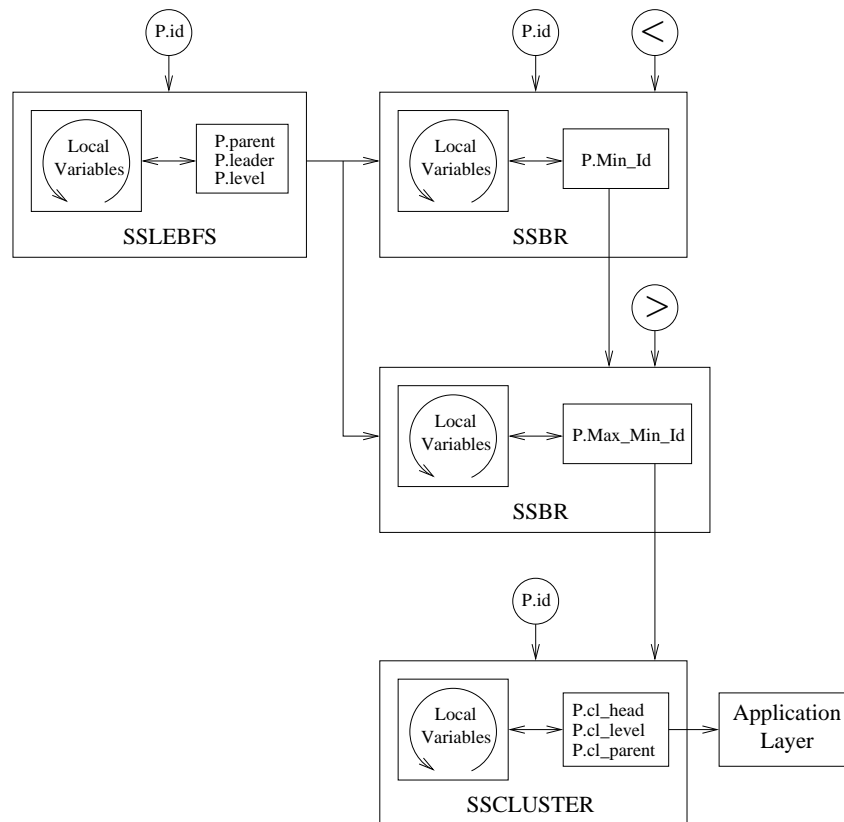 P.id
P.id
<
Local
Variables
P.parent
P.leader
P.level
SSLEBFS
Local
Variables
P.Min_Id
SSBR
>
Local
Variables
P.Max_Min_Id
SSBR
P.id
Local
Variables
P.cl_head
P.cl_level
P.cl_parent
SSCLUSTER
Application
Layer